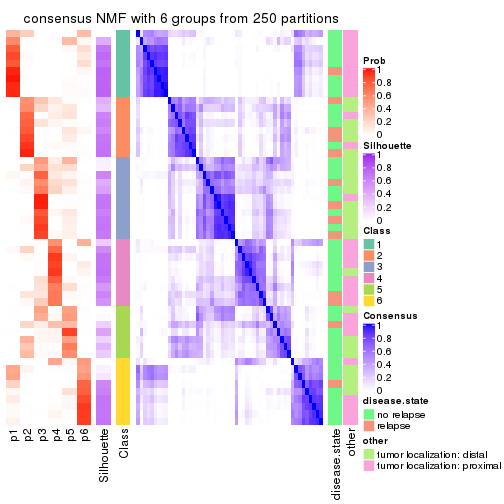 consensus NMF with 6 groups from 250 partitions
p1
p2
p3
p4
p5
p6
Silhouette
Class
disease.state
other
Prob
1
0.8
0.6
0.4
0.2
0
Silhouette
1
0.8
0.6
0.4
0.2
0
Class
1
2
3
4
5
6
Consensus
1
0.8
0.6
0.4
0.2
0
disease.state
no relapse
relapse
other
tumor localization: distal
tumor localization: proximal